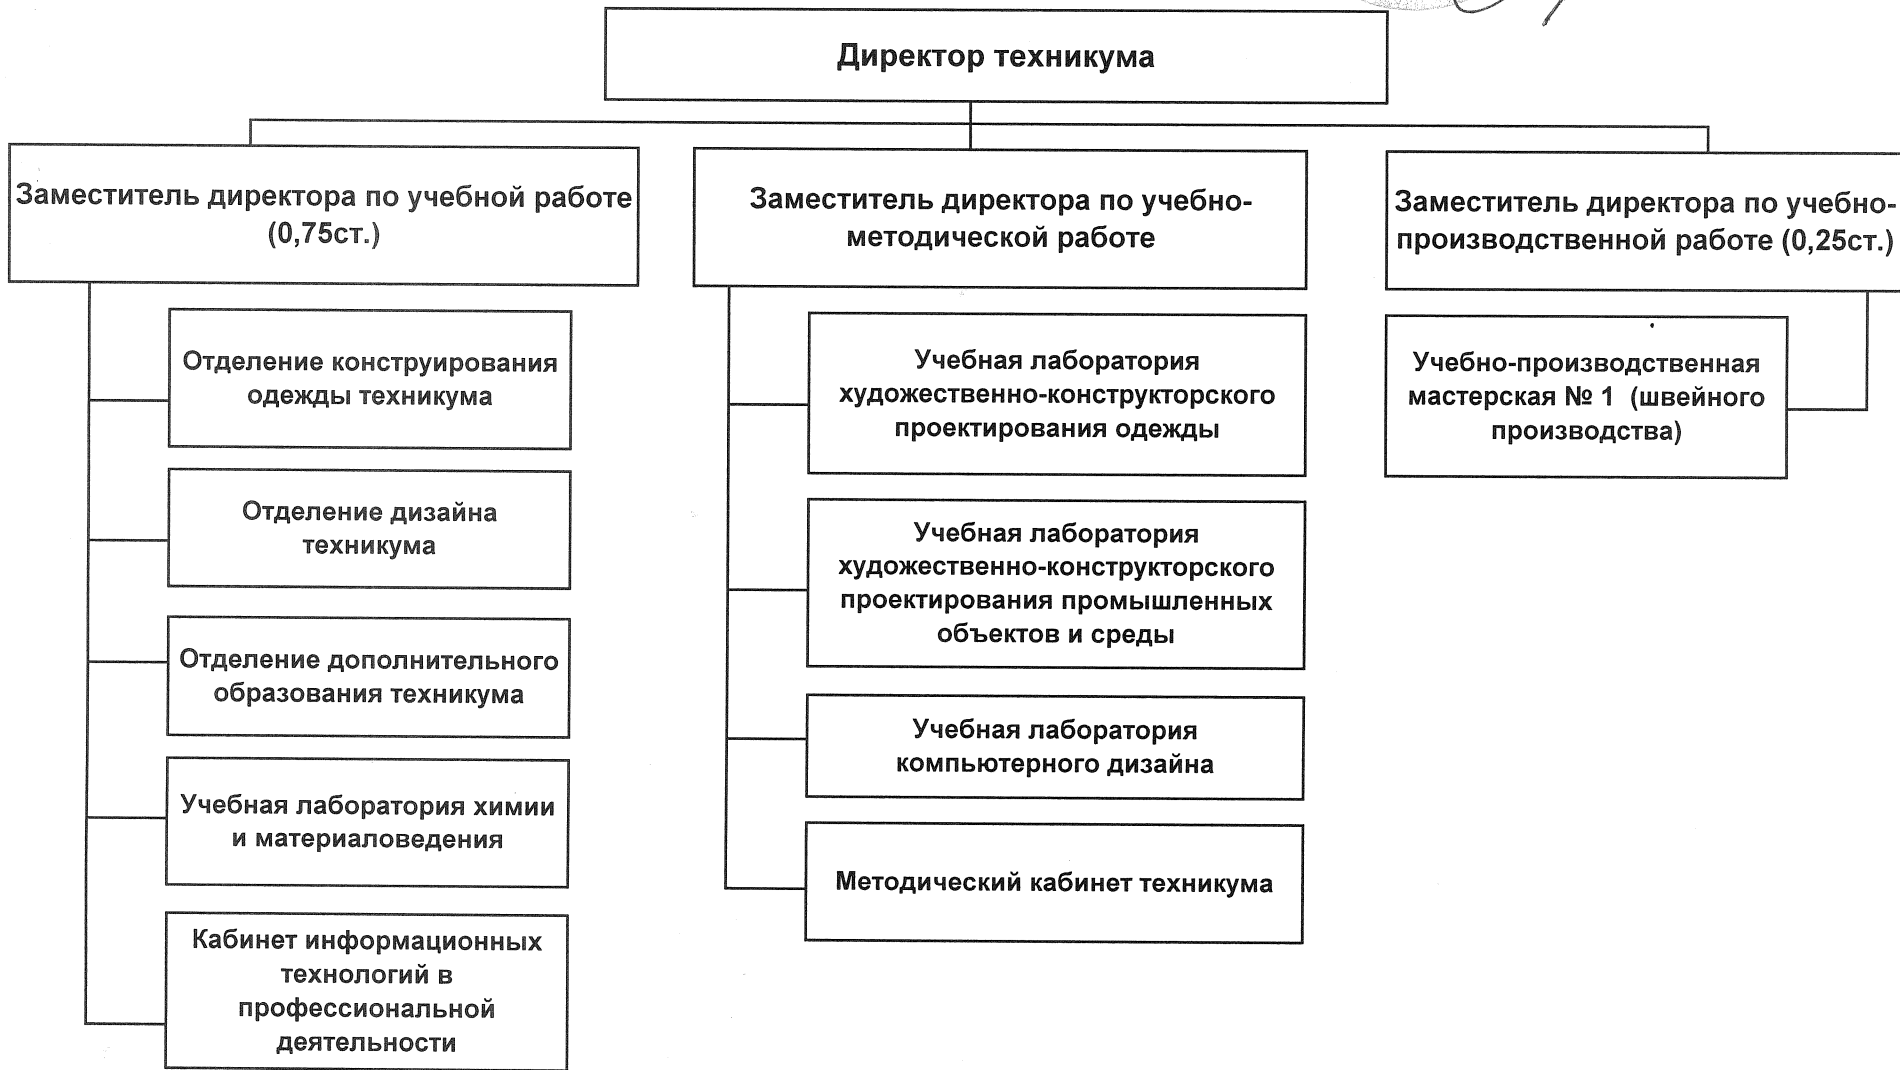 Директор техникума
Заместитель директора по учебной работе
(0,75ст.)
Отделение конструирования
одежды техникума
Отделение дизайна
техникума
Отделение дополнительного
образования техникума
Учебная лаборатория химии
и материаловедения
Кабинет информационных
технологий в
профессиональной
деятельности
Заместитель директора по учебно-
методической работе
Учебная лаборатория
художественно-конструкторского
проектирования одежды
Учебная лаборатория
художественно-конструкторского
проектирования промышленных
объектов и среды
Учебная лаборатория
компьютерного дизайна
Методический кабинет техникума
Заместитель директора по учебно-
производственной работе (0,25ст.)
Учебно-производственная
мастерская № 1 (швейного
производства)